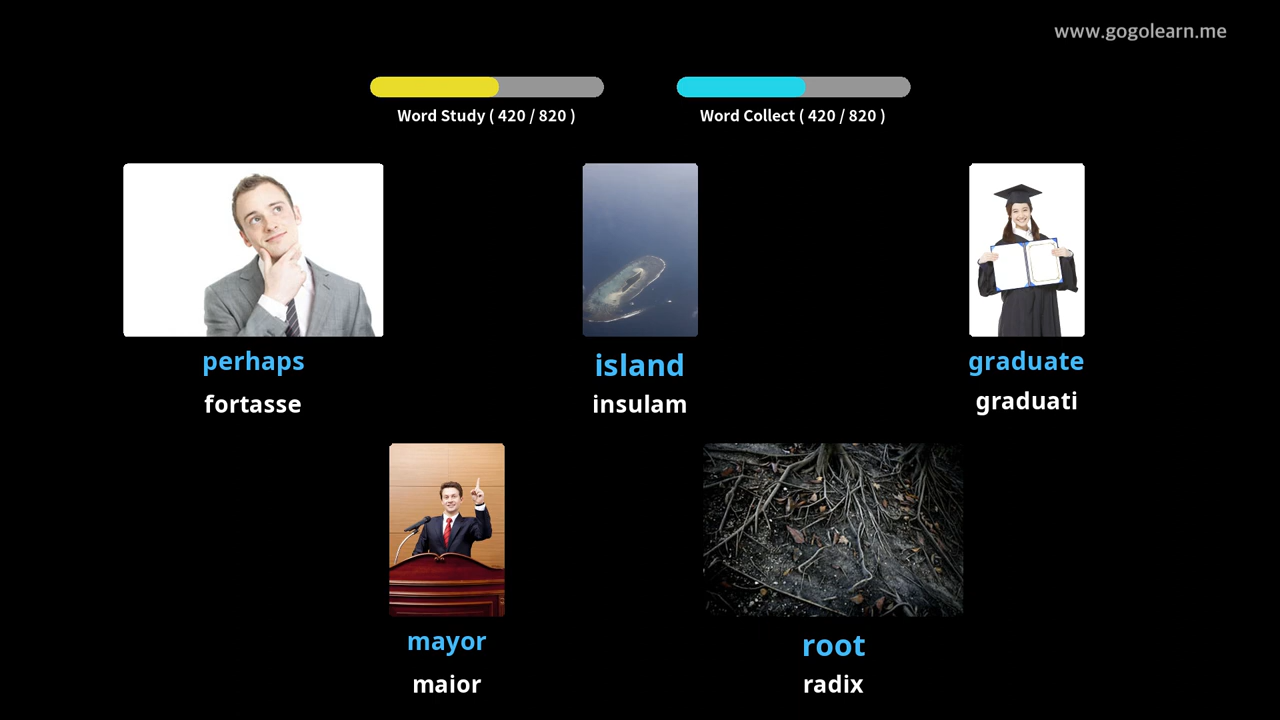 www.gogolearn.me
Word Study ( 420 / 820 )
Word Collect ( 420 / 820 )
perhaps
fortasse
island
insulam
graduate
graduati
mayor
maior
root
radix